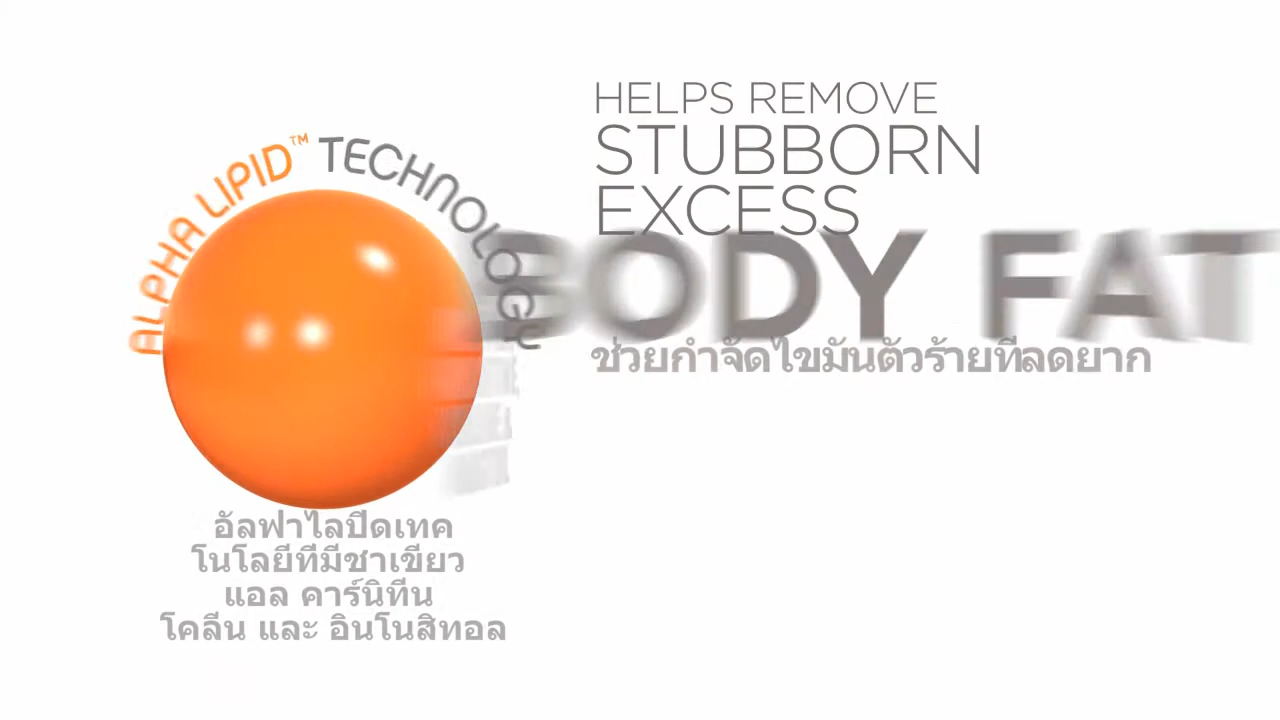 ALPHA LIPID™ TECHNOLOGY
HELPS REMOVE
STUBBORN
EXCESS
BODY FAT
ช่วยกำจัดไขมันตัวร้ายที่ลดยาก
อัลฟาไลปิดเทค
โนโลยีที่มีชาเขียว
แอล คาร์นิทีน
โคลีน และ อินโนสิทอล